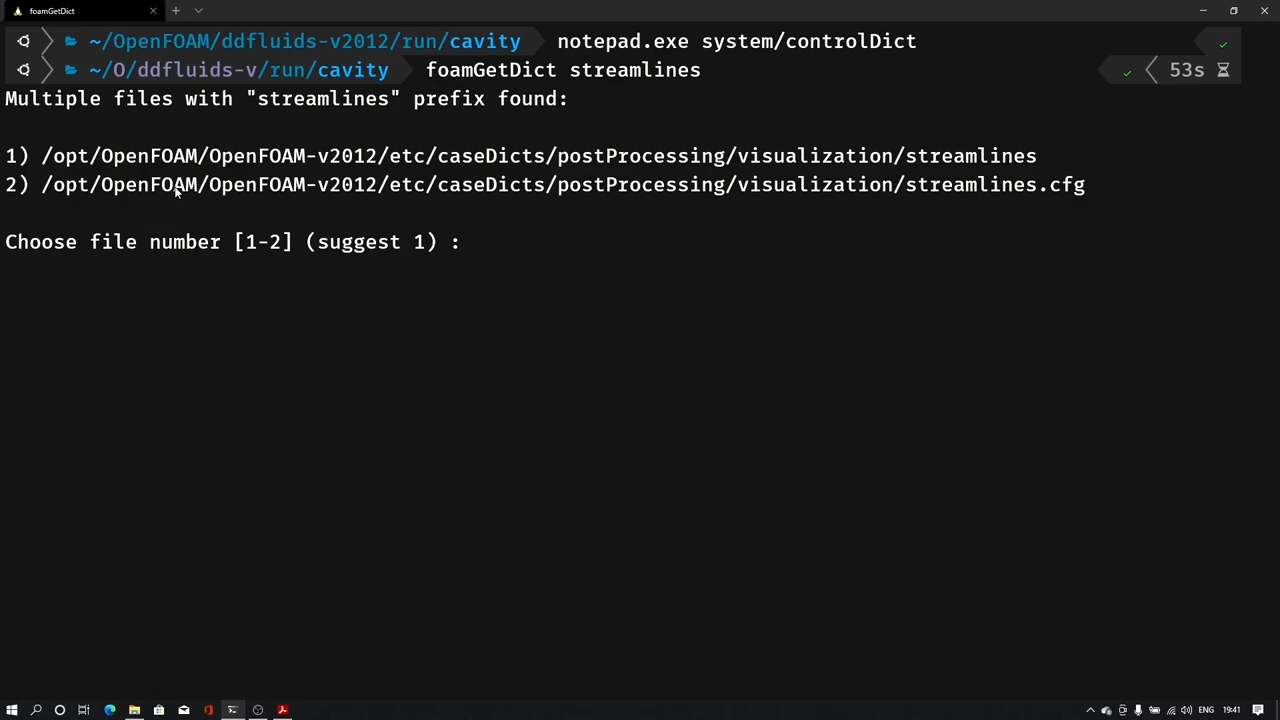 foamGetDict
~/OpenFOAM/ddfluids-v2012/run/cavity notepad.exe system/controlDict
~/O/ddfluids-v/run/cavity foamGetDict streamlines 53s
Multiple files with "streamlines" prefix found:
1) /opt/OpenFOAM/OpenFOAM-v2012/etc/caseDicts/postProcessing/visualization/streamlines
2) /opt/OpenFOAM/OpenFOAM-v2012/etc/caseDicts/postProcessing/visualization/streamlines.cfg
Choose file number [1-2] (suggest 1) :
ENG 19:41